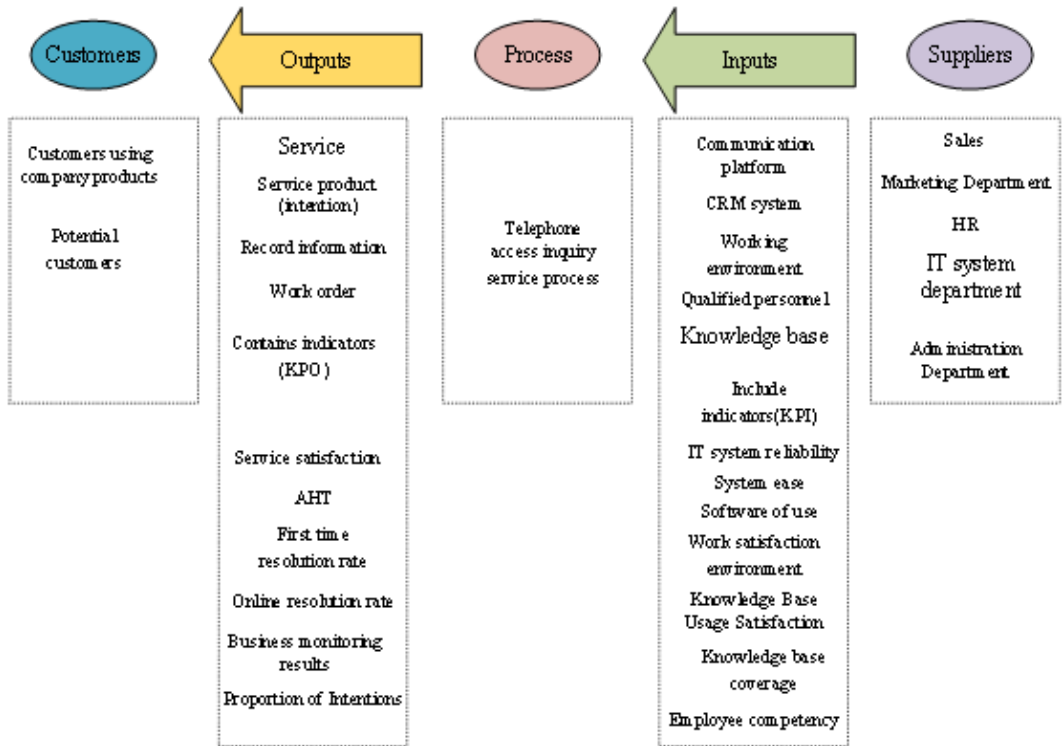 Customers
Outputs
Process
Inputs
Suppliers
Customers using
company products
Potential
customers
Service
Service product
(intention)
Record information
Work order
Contains indicators
(KPO)
Service satisfaction
AHT
First time
resolution rate
Online resolution rate
Business monitoring
results
Proportion of Intentions
Telephone
access inquiry
service process
Communication
platform
CRM system
Working
environment
Qualified personnel
Knowledge base
Include
indicators(KPI)
IT system reliability
System ease
Software of use
Work satisfaction
environment
Knowledge Base
Usage Satisfaction
Knowledge base
coverage
Employee competency
Sales
Marketing Department
HR
IT system
department
Administration
Department